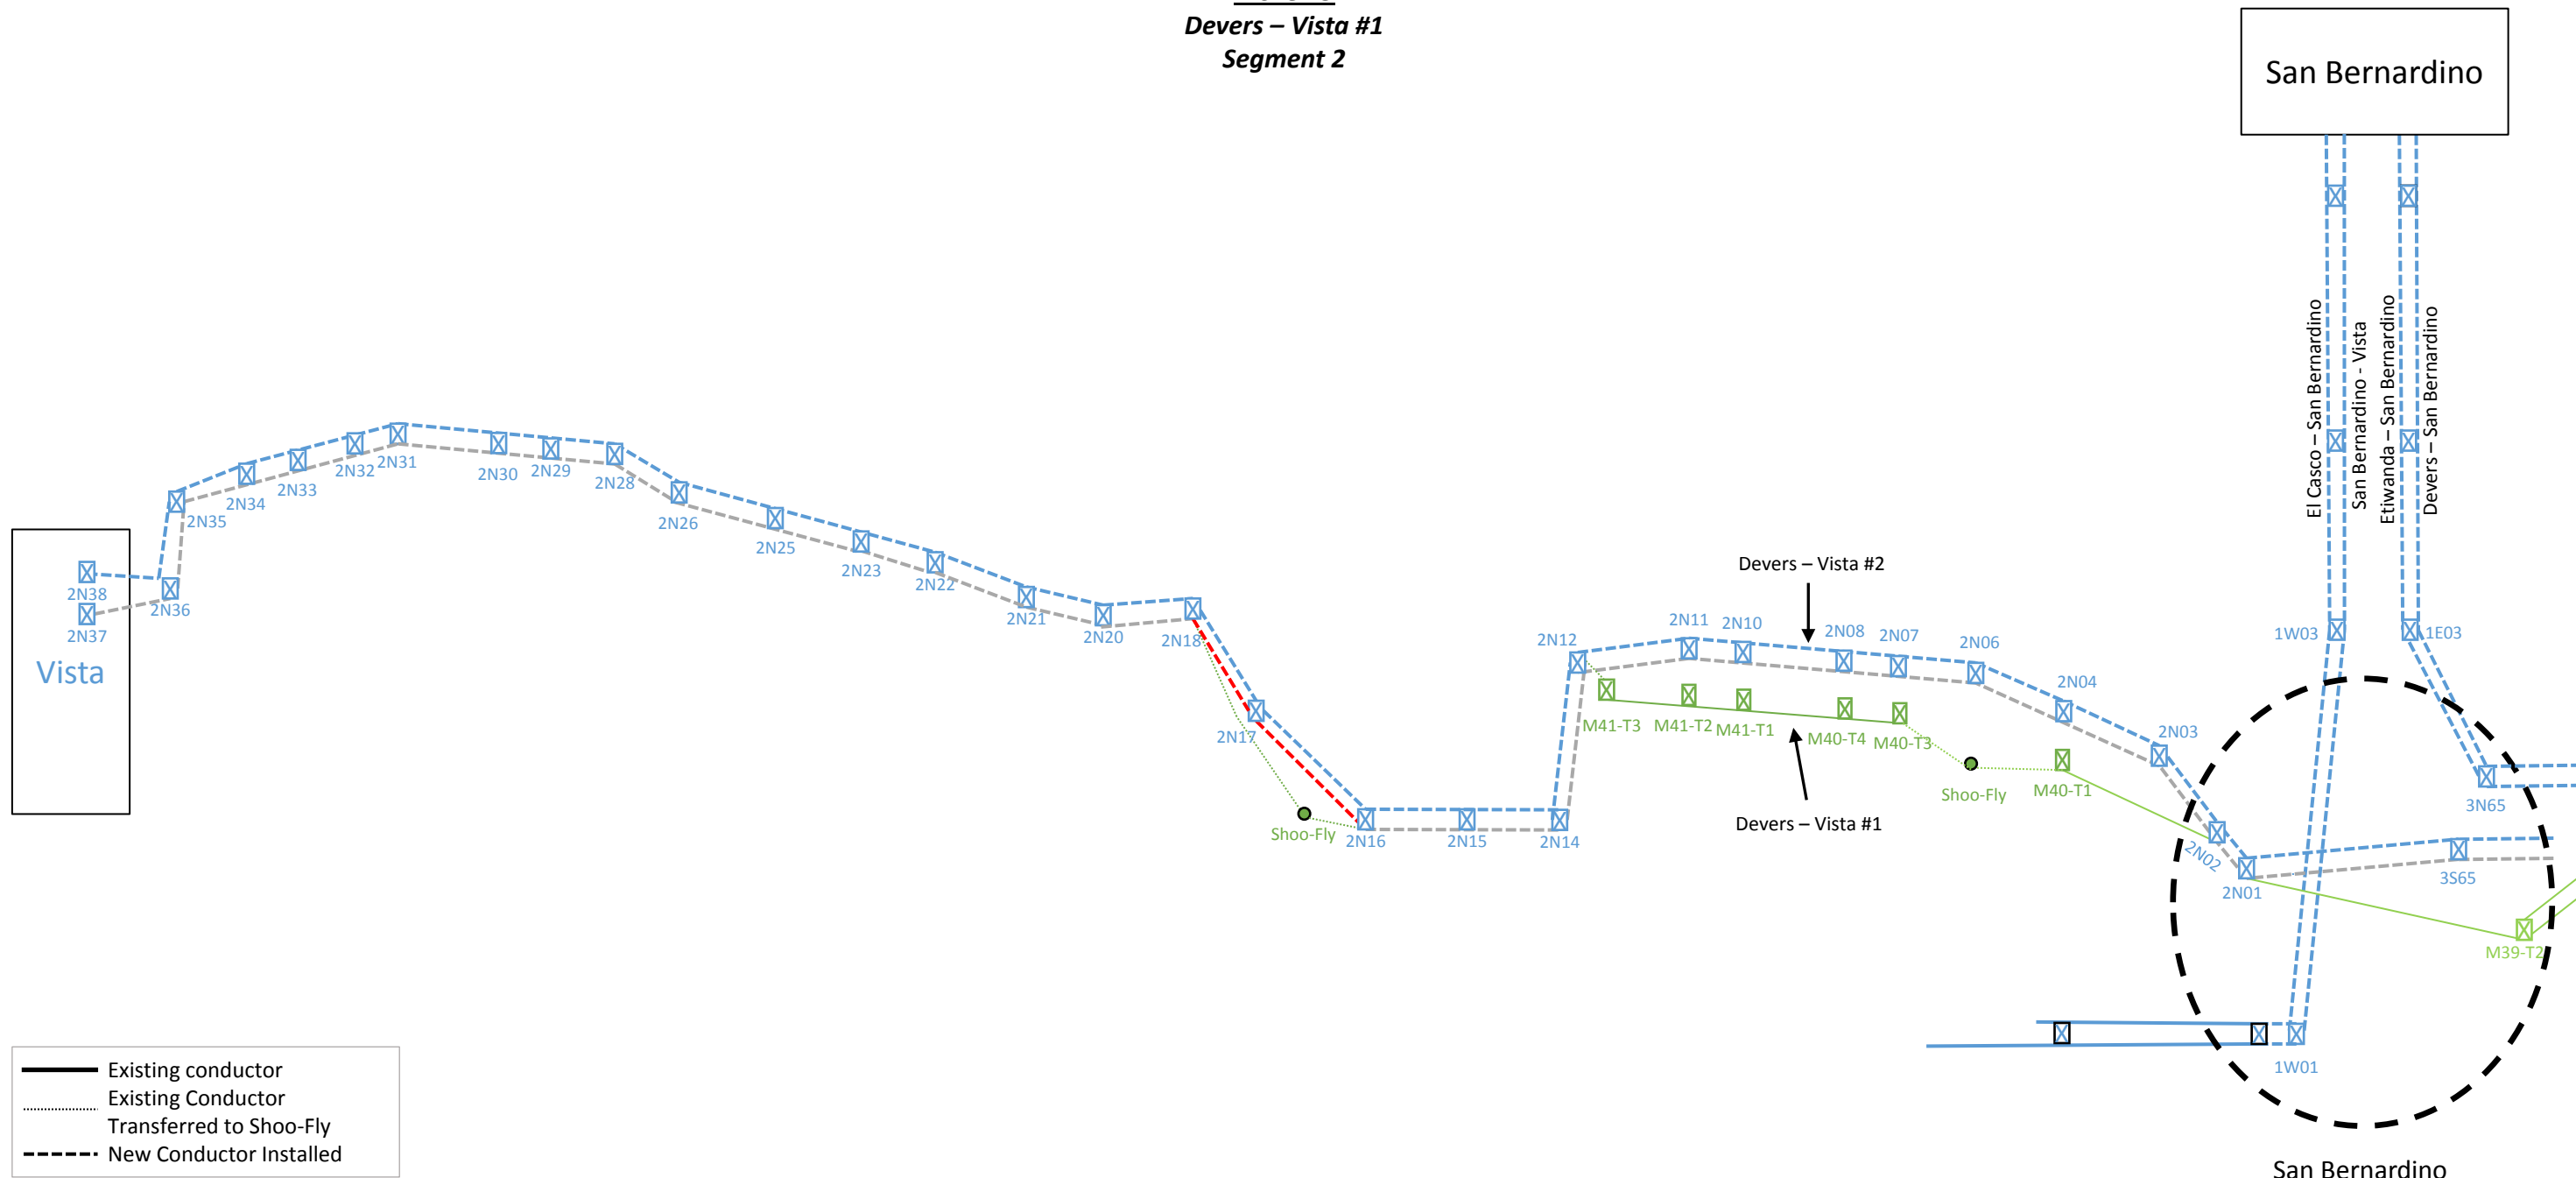 Devers – Vista #1
Segment 2
San Bernardino
El Casco – San Bernardino
San Bernardino - Vista
Etiwanda – San Bernardino
Devers – San Bernardino
2N38
2N37
Vista
2N36
2N35
2N34
2N33
2N32
2N31
2N30
2N29
2N28
2N26
2N25
2N23
2N22
2N21
2N20
2N18
2N17
Shoo-Fly
2N16
2N15
2N14
2N12
2N11
2N10
Devers – Vista #2
2N08
2N07
2N06
2N04
2N03
2N02
2N01
M41-T3
M41-T2
M41-T1
M40-T4
M40-T3
Devers – Vista #1
Shoo-Fly
M40-T1
1W03
1E03
3N65
3S65
M39-T2
1W01
Existing conductor
Existing Conductor
Transferred to Shoo-Fly
New Conductor Installed
San Bernardino